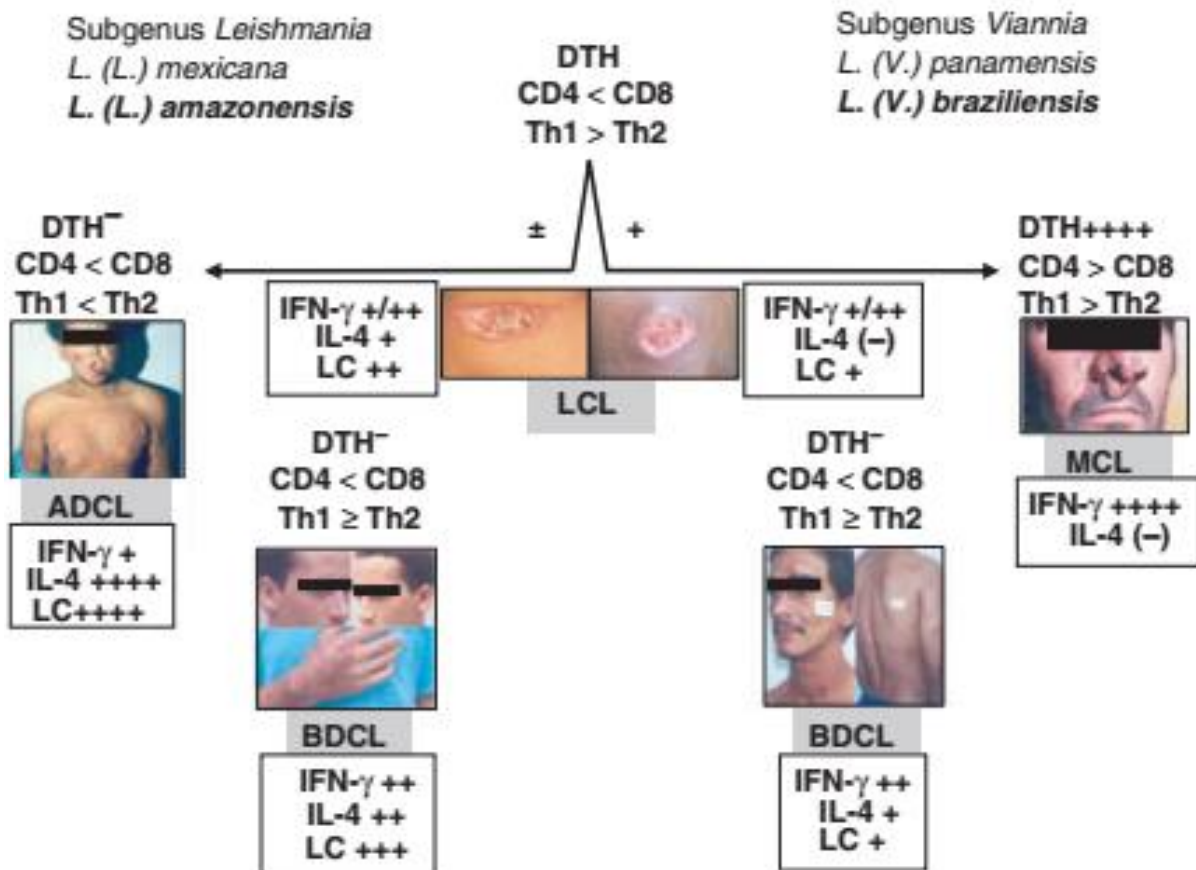 Subgenus Leishmania
L. (L.) mexicana
L. (L.) amazonensis
DTH
CD4 < CD8
Th1 > Th2
Subgenus Viannia
L. (V.) panamensis
L. (V.) braziliensis
± +
DTH⁻
CD4 < CD8
Th1 < Th2
ADCL
IFN-γ +
IL-4 ++++
LC++++
IFN-γ +/++
IL-4 +
LC ++
LCL
IFN-γ +/++
IL-4 (–)
LC +
DTH++++
CD4 > CD8
Th1 > Th2
MCL
IFN-γ ++++
IL-4 (–)
DTH⁻
CD4 < CD8
Th1 ≥ Th2
BDCL
IFN-γ ++
IL-4 ++
LC +++
DTH⁻
CD4 < CD8
Th1 ≥ Th2
BDCL
IFN-γ ++
IL-4 +
LC +